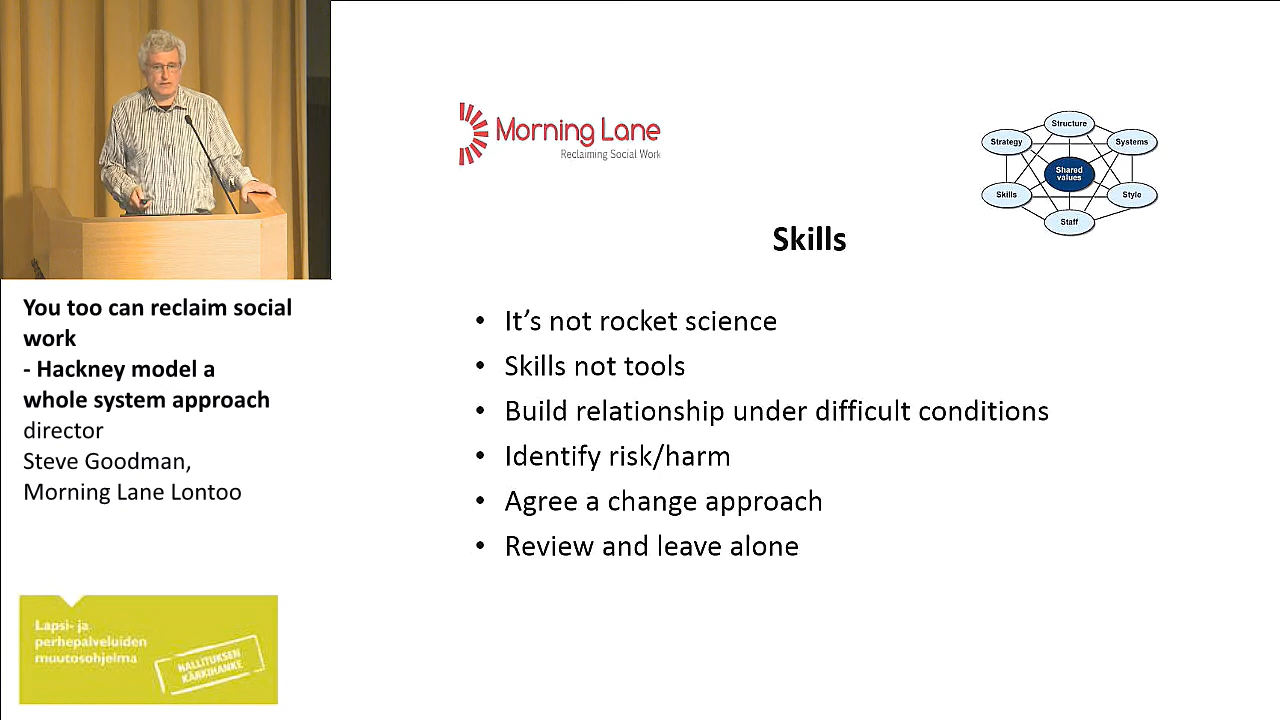 Morning Lane
Reclaiming Social Work
Structure
Strategy
Systems
Shared
values
Skills
Style
Staff
Skills
• It’s not rocket science
• Skills not tools
• Build relationship under difficult conditions
• Identify risk/harm
• Agree a change approach
• Review and leave alone
You too can reclaim social
work
- Hackney model a
whole system approach
director
Steve Goodman,
Morning Lane Lontoo
Lapsi- ja
perhepalveluiden
muutosohjelma
HALLITUKSEN
KÄRKIHANKE